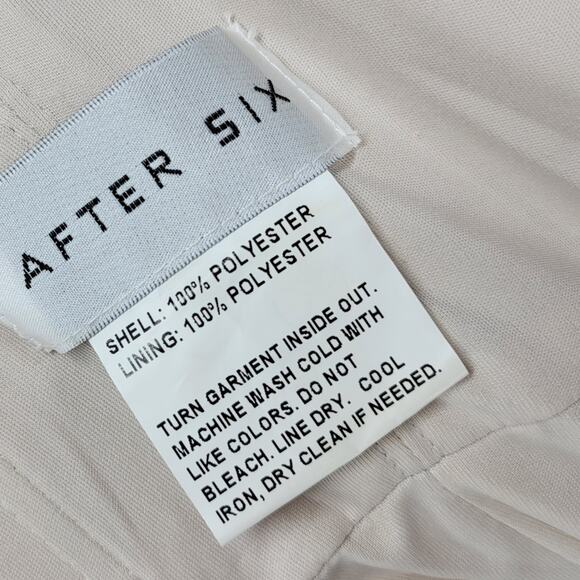 AFTER SIX
SHELL: 100% POLYESTER
LINING: 100% POLYESTER
TURN GARMENT INSIDE OUT.
MACHINE WASH COLD WITH
LIKE COLORS. DO NOT
BLEACH. LINE DRY. COOL
IRON, DRY CLEAN IF NEEDED.